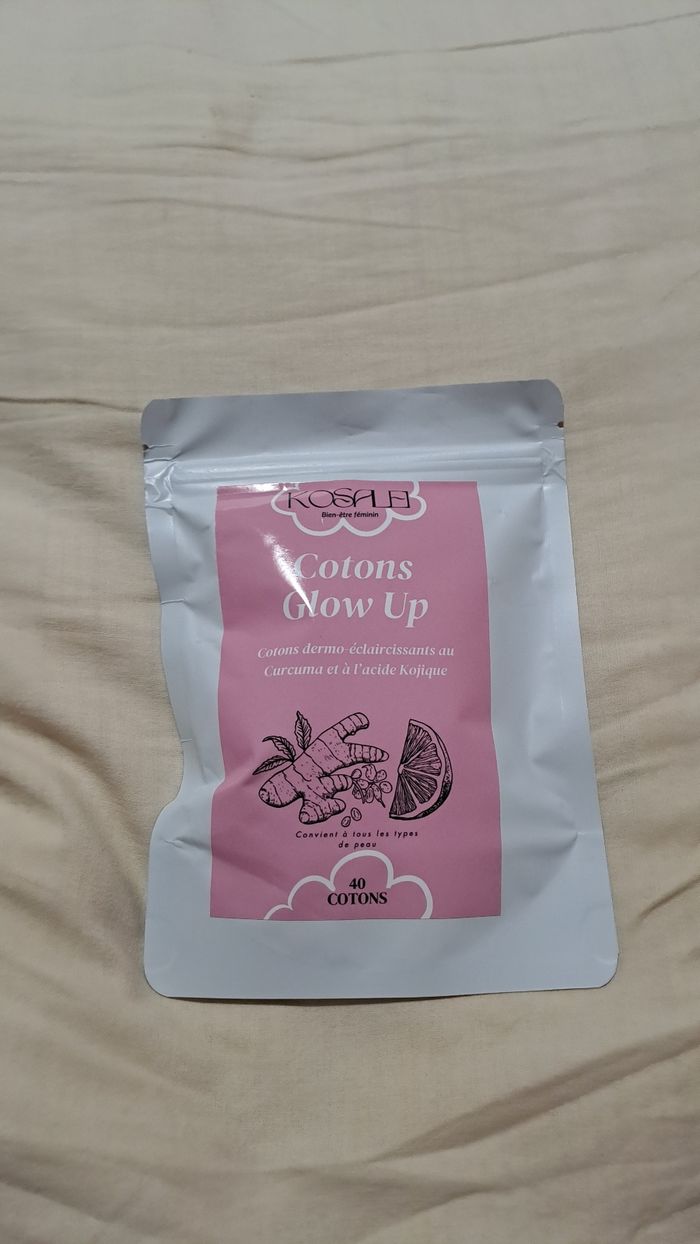 KOSALEI
Bien-être féminin
Cotons
Glow Up
Cotons dermo-éclaircissants au
Curcuma et à l'acide Kojique
Convient à tous les types
de peau
40
COTONS